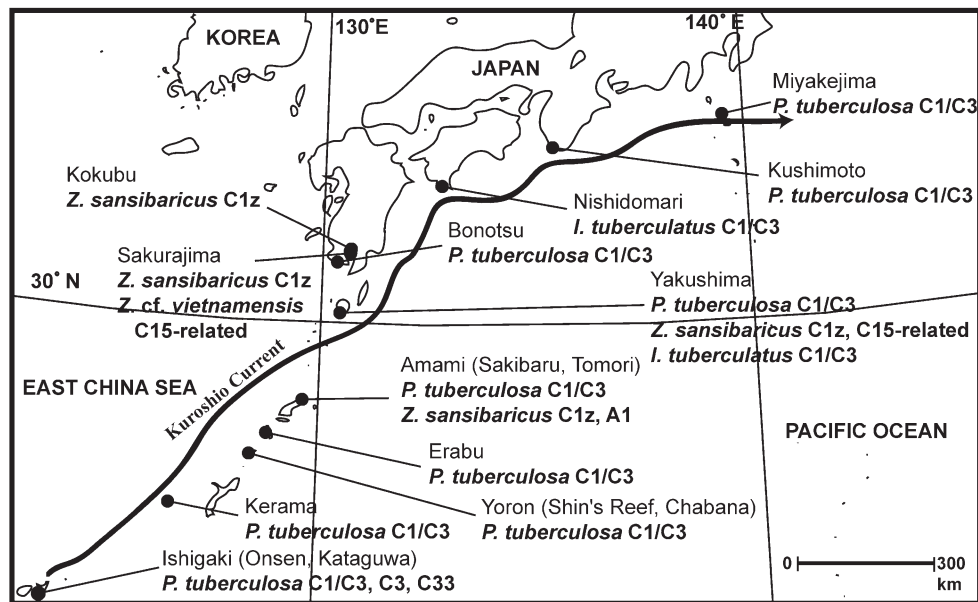 130°E
140° E
KOREA
JAPAN
Miyakejima
P. tuberculosa C1/C3
Kushimoto
P. tuberculosa C1/C3
Kokubu
Z. sansibaricus C1z
Nishidomari
I. tuberculatus C1/C3
Bonotsu
P. tuberculosa C1/C3
Sakurajima
Z. sansibaricus C1z
Z. cf. vietnamensis
C15-related
30° N
Yakushima
P. tuberculosa C1/C3
Z. sansibaricus C1z, C15-related
I. tuberculatus C1/C3
Amami (Sakibaru, Tomori)
P. tuberculosa C1/C3
Z. sansibaricus C1z, A1
EAST CHINA SEA
Kuroshio Current
PACIFIC OCEAN
Erabu
P. tuberculosa C1/C3
Yoron (Shin's Reef, Chabana)
P. tuberculosa C1/C3
Kerama
P. tuberculosa C1/C3
Ishigaki (Onsen, Kataguwa)
P. tuberculosa C1/C3, C3, C33
0 300
km